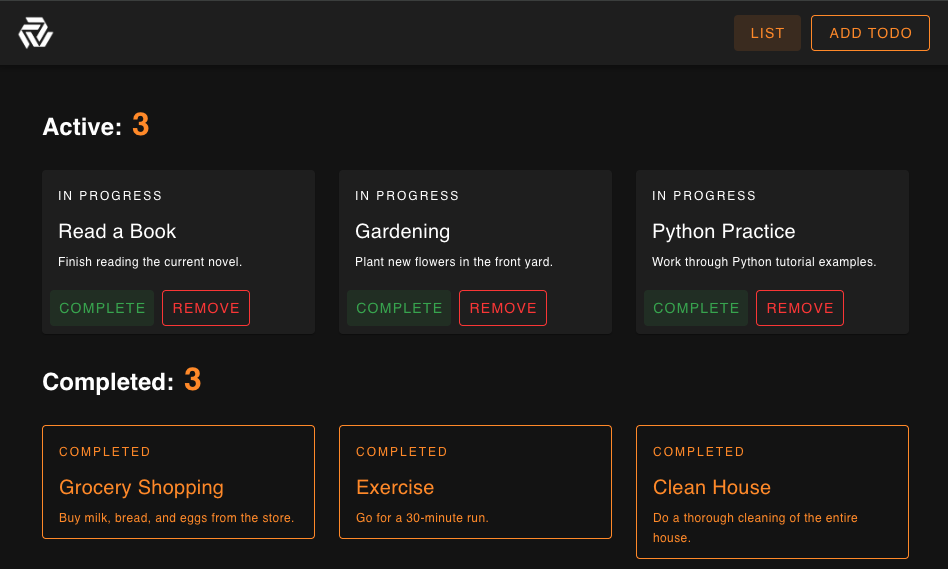 LIST
ADD TODO
Active: 3
IN PROGRESS
Read a Book
Finish reading the current novel.
COMPLETE
REMOVE
IN PROGRESS
Gardening
Plant new flowers in the front yard.
COMPLETE
REMOVE
IN PROGRESS
Python Practice
Work through Python tutorial examples.
COMPLETE
REMOVE
Completed: 3
COMPLETED
Grocery Shopping
Buy milk, bread, and eggs from the store.
COMPLETED
Exercise
Go for a 30-minute run.
COMPLETED
Clean House
Do a thorough cleaning of the entire
house.